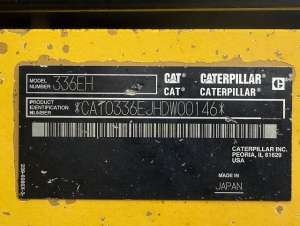 MODEL NUMBER 336EH
CAT CATERPILLAR
CAT CATERPILLAR
PRODUCT IDENTIFICATION NUMBER *CAT0336EJHDW00146*
CATERPILLAR INC.
PEORIA, IL 61629
USA
MADE IN
JAPAN